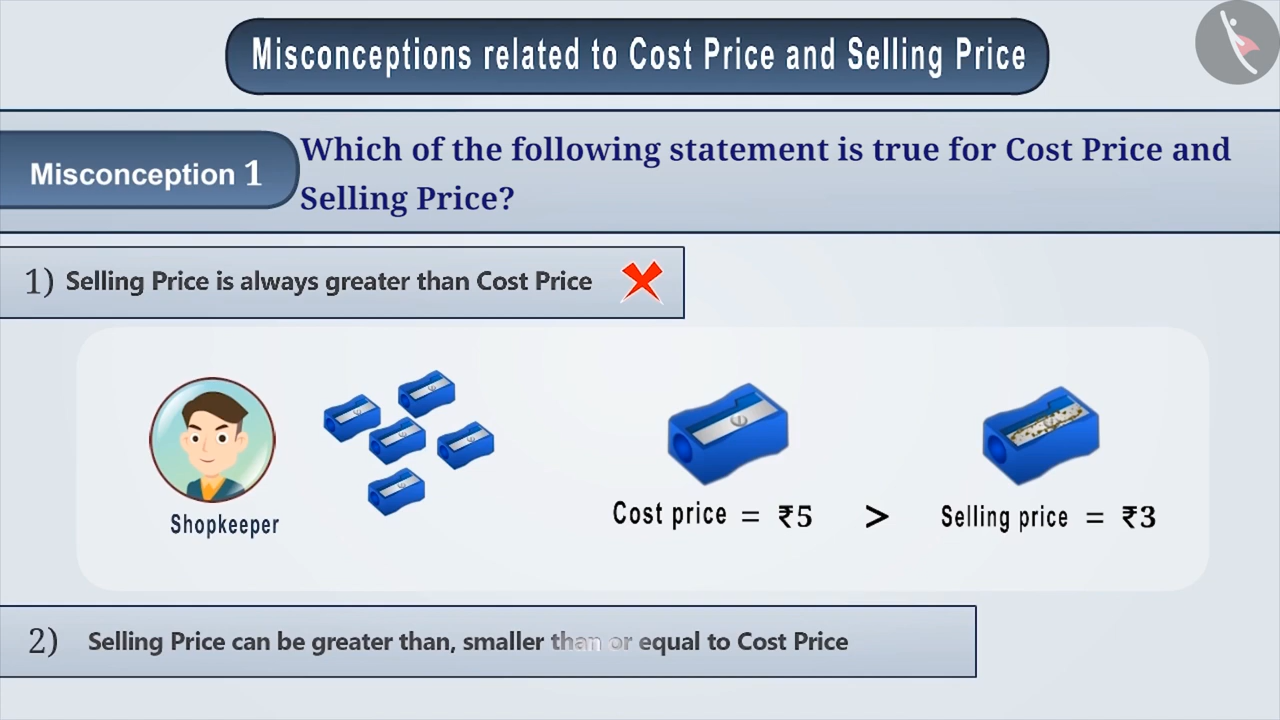 Misconceptions related to Cost Price and Selling Price
Misconception 1
Which of the following statement is true for Cost Price and
Selling Price?
1) Selling Price is always greater than Cost Price
Shopkeeper
Cost price = ₹5 > Selling price = ₹3
2) Selling Price can be greater than, smaller than or equal to Cost Price